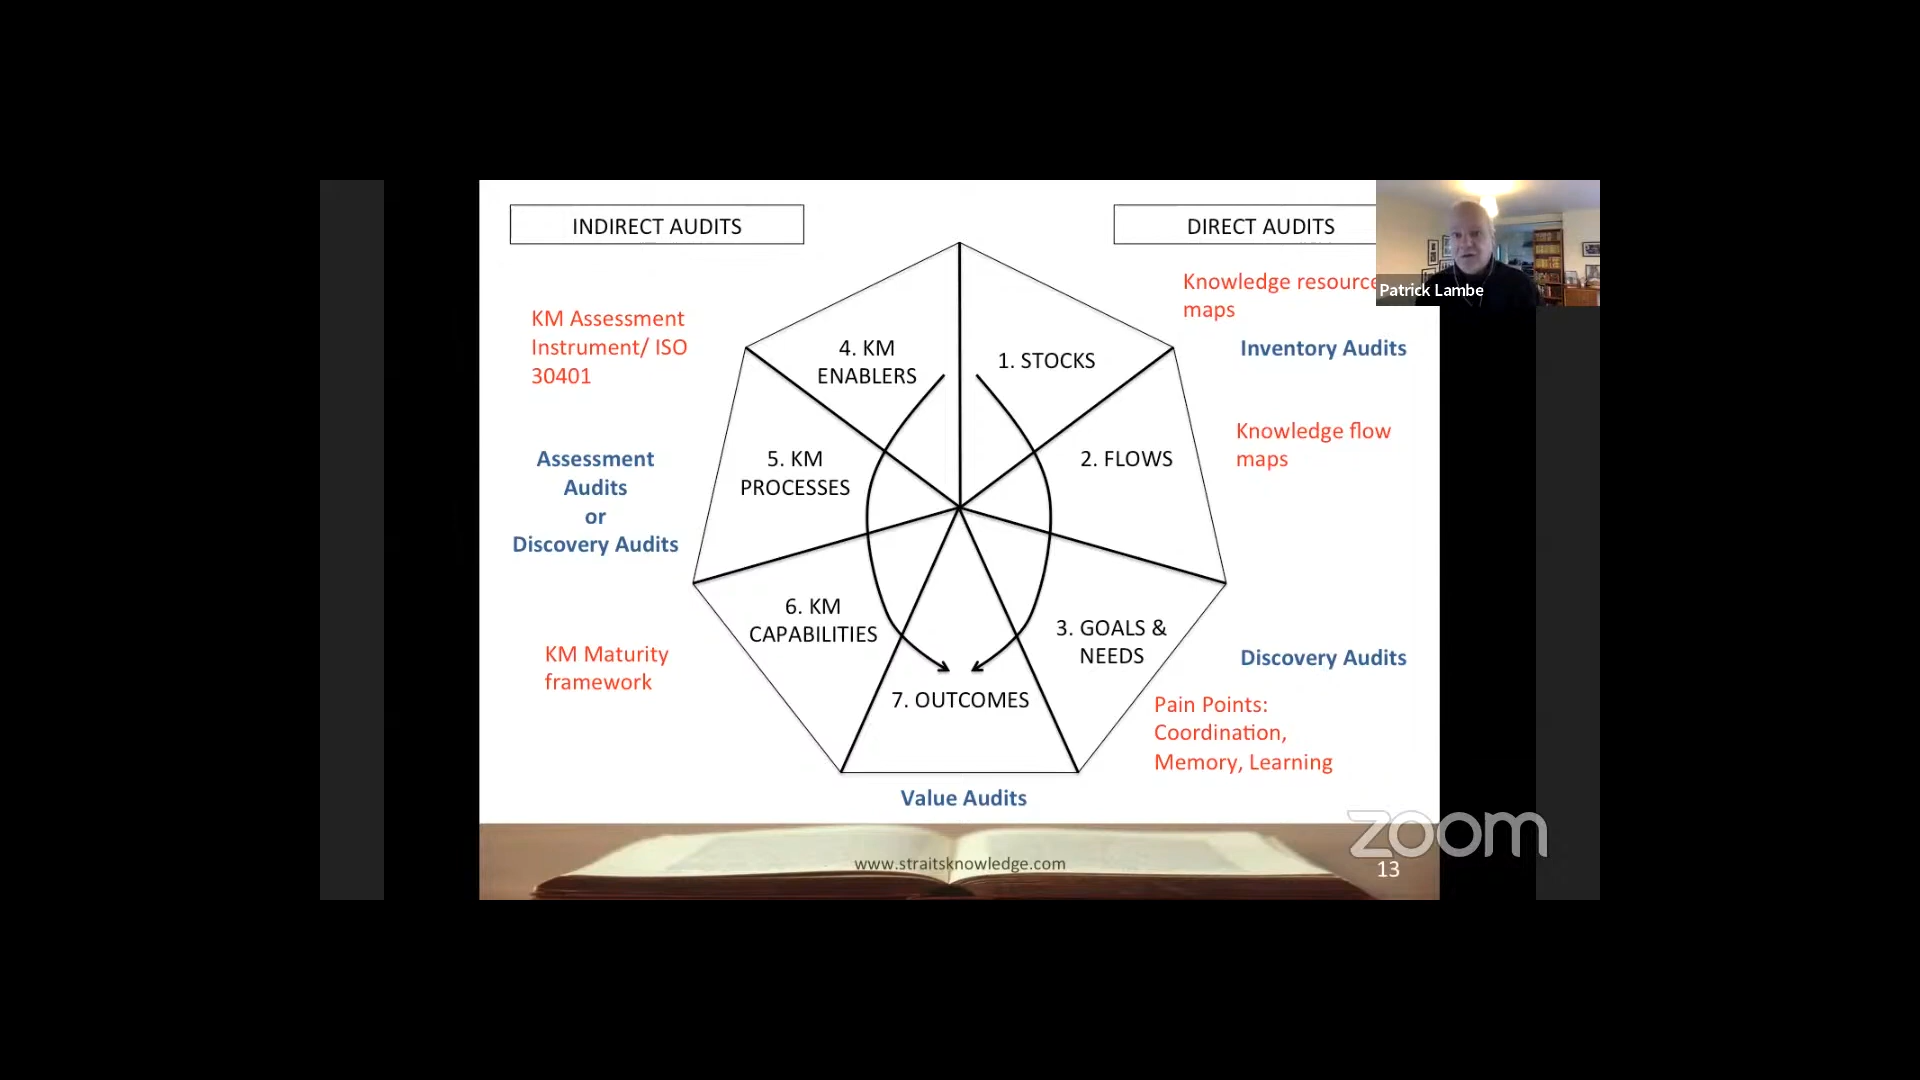 INDIRECT AUDITS
DIRECT AUDITS
Knowledge resource
maps
Patrick Lambe
KM Assessment
Instrument/ ISO
30401
4. KM
ENABLERS
1. STOCKS
Inventory Audits
Assessment
Audits
or
Discovery Audits
5. KM
PROCESSES
2. FLOWS
Knowledge flow
maps
6. KM
CAPABILITIES
3. GOALS &
NEEDS
Discovery Audits
KM Maturity
framework
7. OUTCOMES
Pain Points:
Coordination,
Memory, Learning
Value Audits
www.straitsknowledge.com
zoom
13